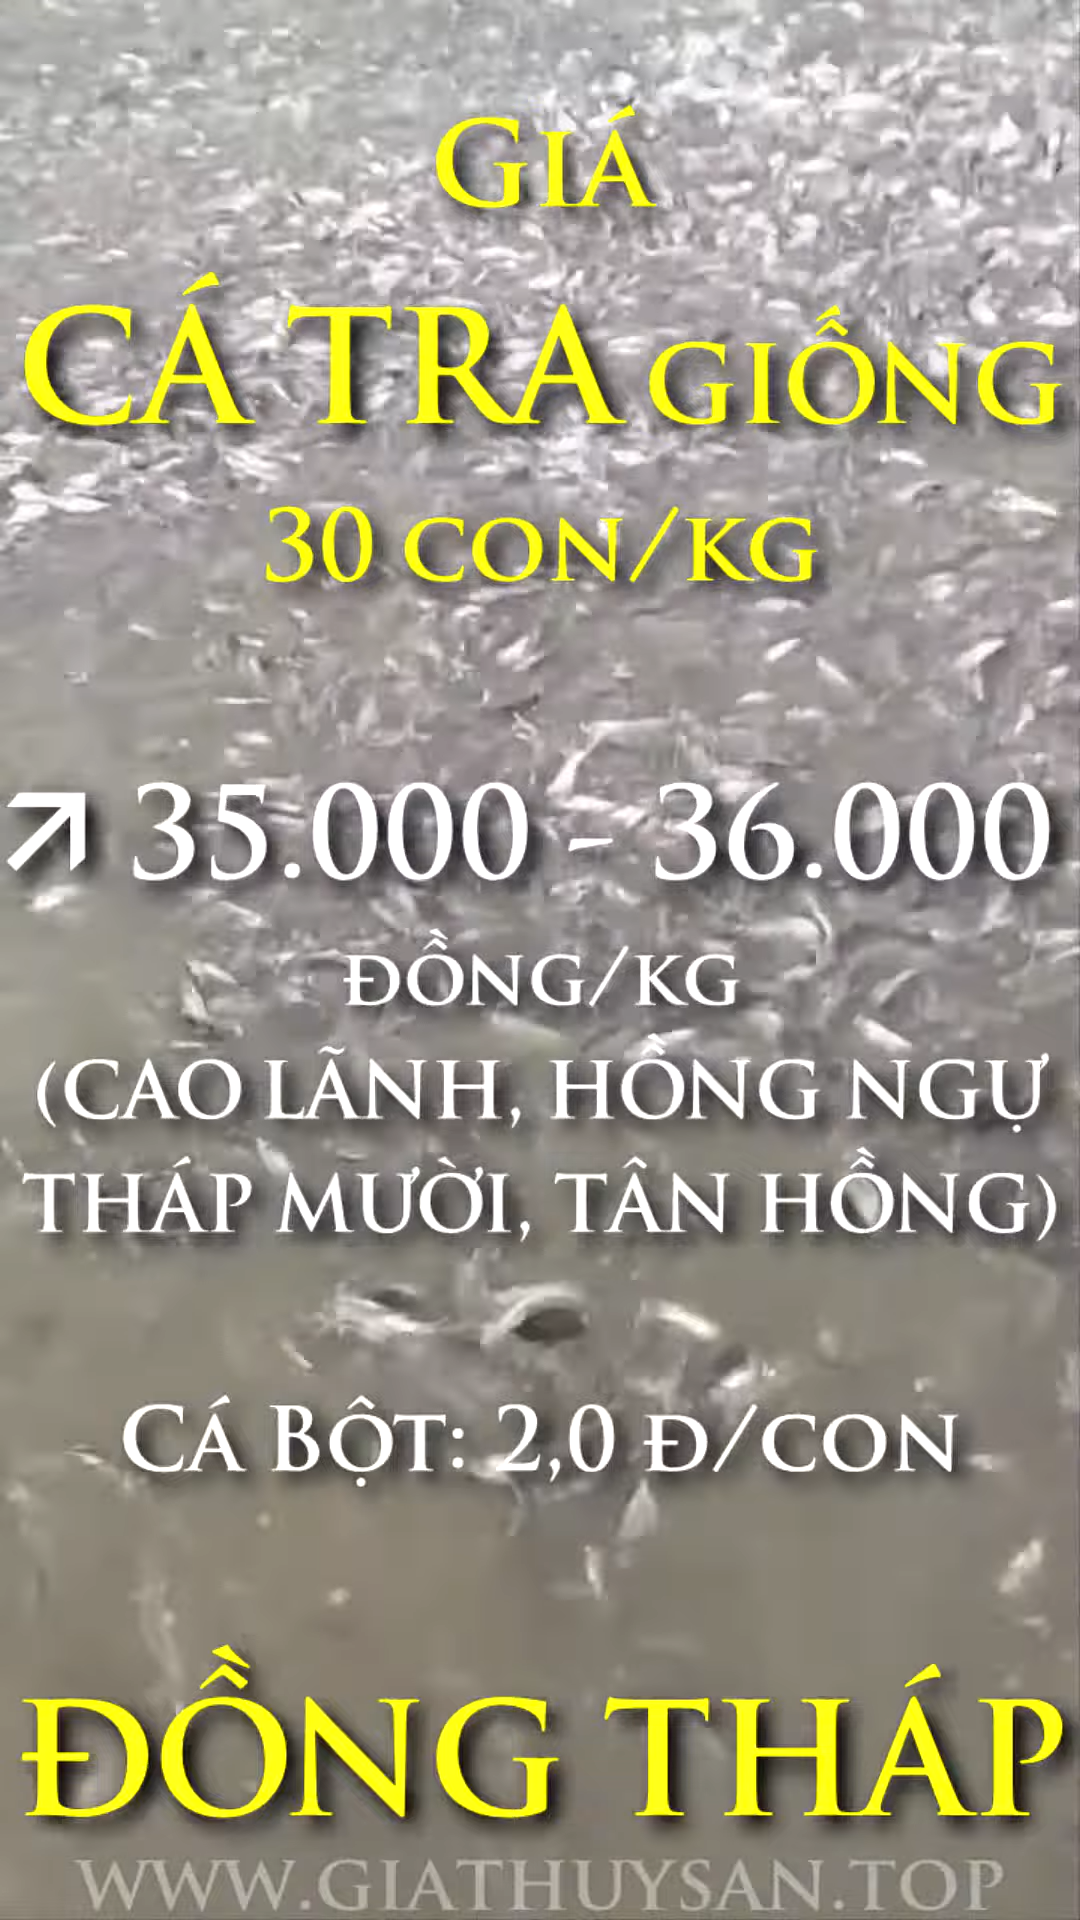 Giá
CÁ TRA GIỐNG
30 CON/KG
↗ 35.000 - 36.000
ĐỒNG/KG
(CAO LÃNH, HỒNG NGỰ
THÁP MƯỜI, TÂN HỒNG)
CÁ BỘT: 2,0 Đ/CON
ĐỒNG THÁP
WWW.GIATHUYSAN.TOP